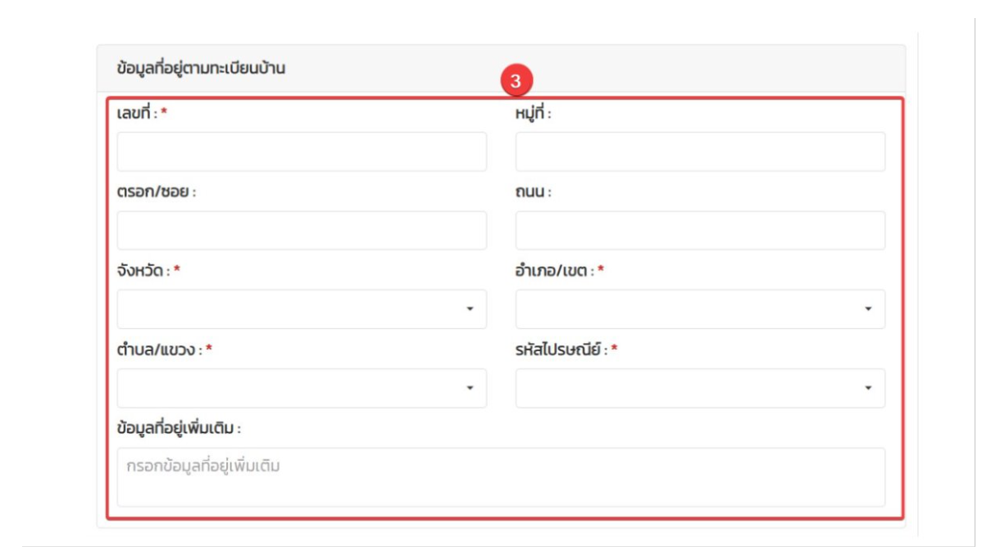 ข้อมูลที่อยู่ตามทะเบียนบ้าน
3
เลขที่ : *
หมู่ที่ :
ตรอก/ซอย :
ถนน :
จังหวัด : *
อำเภอ/เขต : *
ตำบล/แขวง : *
รหัสไปรษณีย์ : *
ข้อมูลที่อยู่เพิ่มเติม :
กรอกข้อมูลที่อยู่เพิ่มเติม